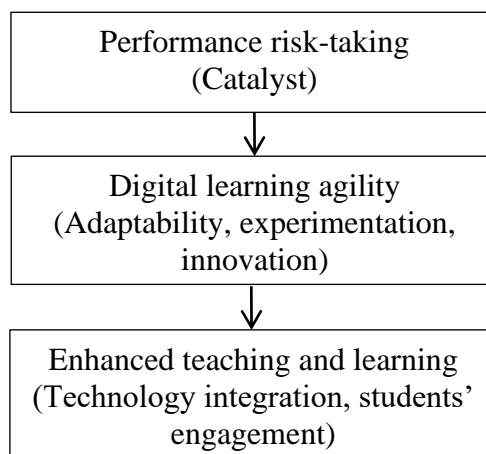 Performance risk-taking
(Catalyst)
Digital learning agility
(Adaptability, experimentation,
innovation)
Enhanced teaching and learning
(Technology integration, students’
engagement)